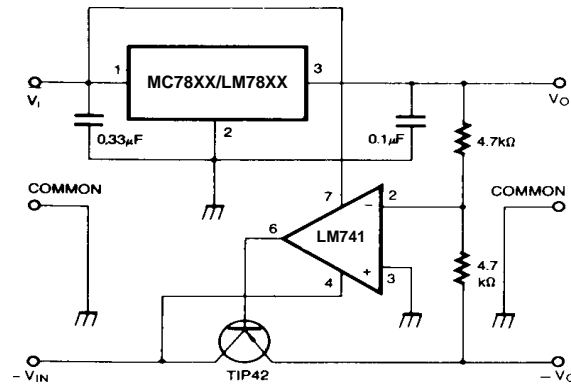 1
MC78XX/LM78XX
3
V_I
V_O
0.33μF
2
0.1μF
4.7kΩ
COMMON
COMMON
7
2
−
LM741
6
+
3
4
4.7
kΩ
− V_IN
TIP42
− V_O